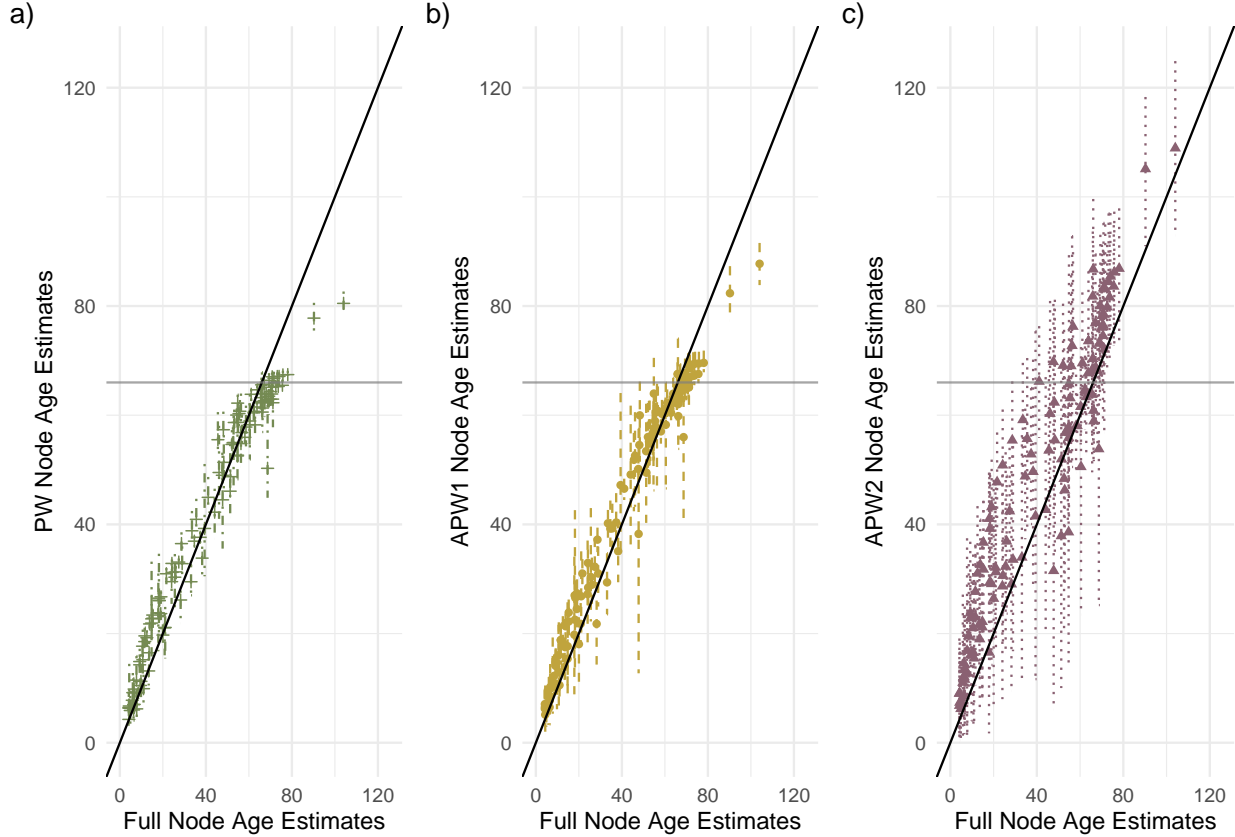 a)
b)
c)
PW Node Age Estimates
120
80
40
0
0 40 80 120
Full Node Age Estimates
APW1 Node Age Estimates
120
80
40
0
0 40 80 120
Full Node Age Estimates
APW2 Node Age Estimates
120
80
40
0
0 40 80 120
Full Node Age Estimates